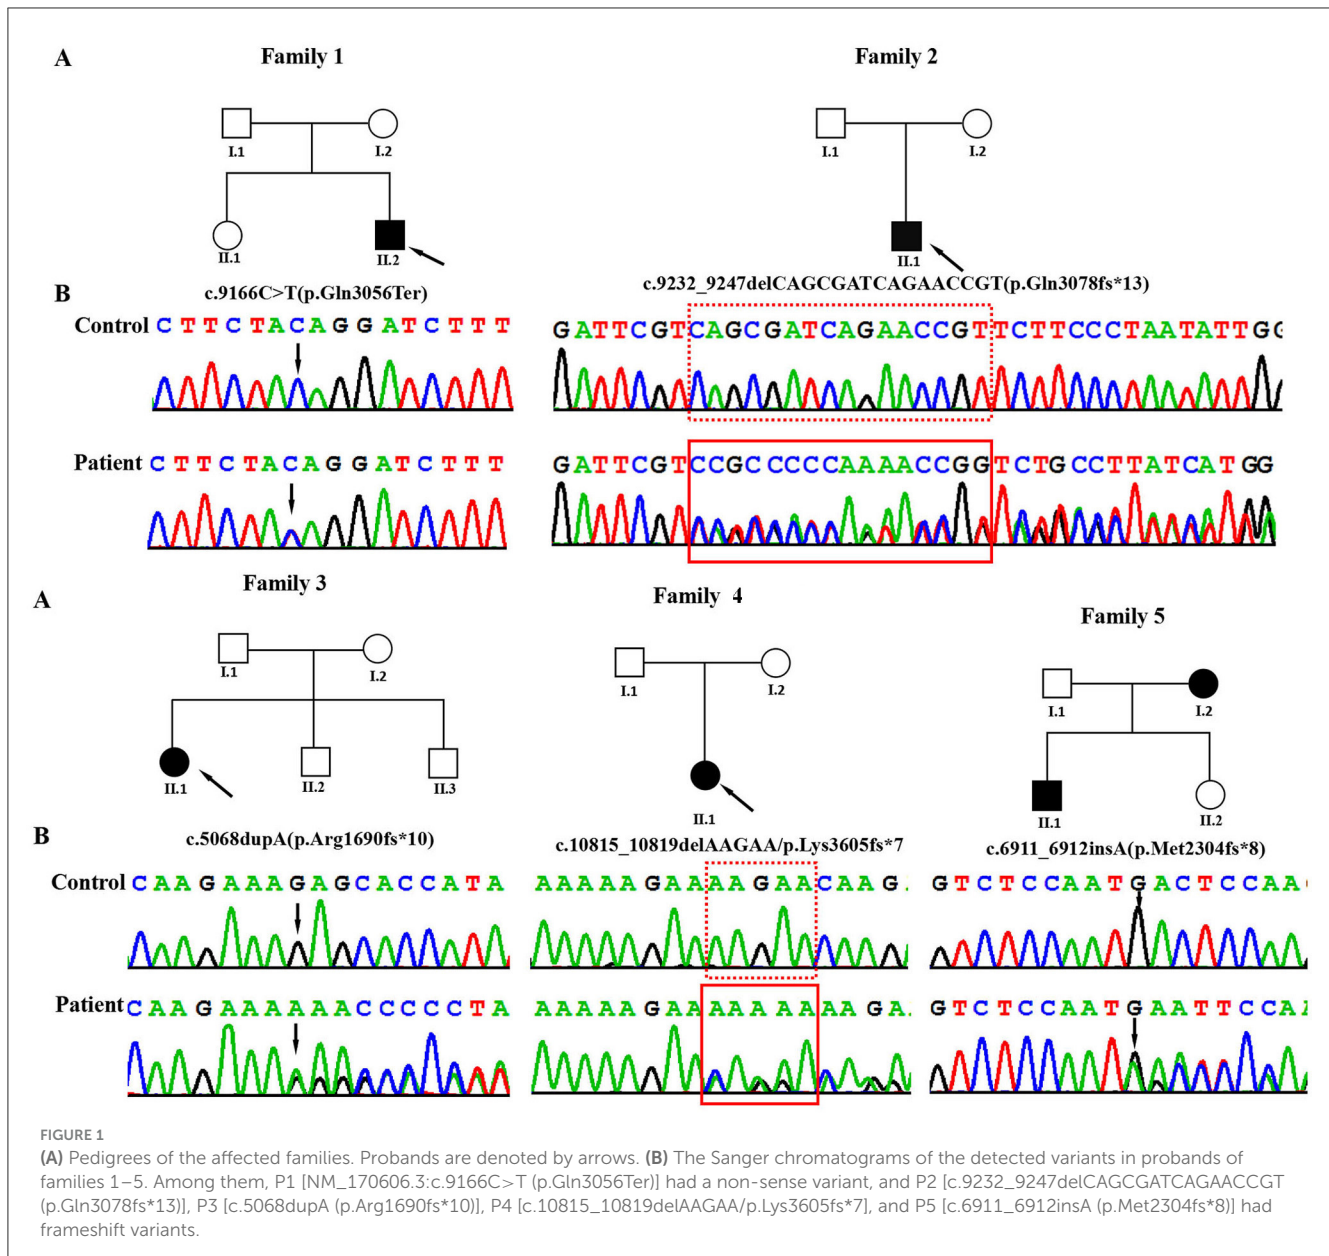 A
Family 1
Family 2
I.1
I.2
I.1
I.2
II.1
II.2
II.1
B
c.9166C>T(p.Gln3056Ter)
c.9232_9247delCAGCGATCAGAACCGT(p.Gln3078fs*13)
Control C T T C T A C A G G A T C T T T
GATTCGTCAGCGATCAGAACCGTTCTTCCCTAATATTGG
Patient C T T C T A C A G G A T C T T T
GATTCGTCCGCCCCCAAAACCGGTCTGCCTTATCATGG
A
Family 3
Family 4
Family 5
I.1
I.2
I.1
I.2
I.1
I.2
II.1
II.2
II.3
II.1
II.1
II.2
B
c.5068dupA(p.Arg1690fs*10)
c.10815_10819delAAGAA/p.Lys3605fs*7
c.6911_6912insA(p.Met2304fs*8)
Control C A A G A A A G A G C A C C A T A
A A A A A G A A A A G A A C A A G
G T C T C C A A T G A C T C C A A
Patient C A A G A A A A A A C C C C C T A
A A A A A G A A A A A A A A A G A
G T C T C C A A T G A A T T C C A A
FIGURE 1
(A) Pedigrees of the affected families. Probands are denoted by arrows. (B) The Sanger chromatograms of the detected variants in probands of
families 1–5. Among them, P1 [NM_170606.3:c.9166C>T (p.Gln3056Ter)] had a non-sense variant, and P2 [c.9232_9247delCAGCGATCAGAACCGT
(p.Gln3078fs*13)], P3 [c.5068dupA (p.Arg1690fs*10)], P4 [c.10815_10819delAAGAA/p.Lys3605fs*7], and P5 [c.6911_6912insA (p.Met2304fs*8)] had
frameshift variants.